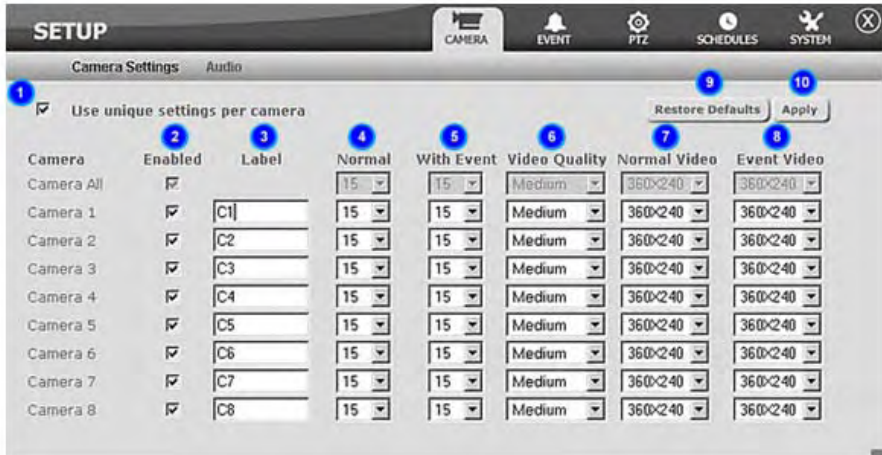 SETUP
CAMERA EVENT PTZ SCHEDULES SYSTEM X
Camera Settings Audio
1 9 10
Use unique settings per camera Restore Defaults Apply
2 3 4 5 6 7 8
Camera Enabled Label Normal With Event Video Quality Normal Video Event Video
Camera All 15 15 Medium 360X240 360X240
Camera 1 C1 15 15 Medium 360X240 360X240
Camera 2 C2 15 15 Medium 360X240 360X240
Camera 3 C3 15 15 Medium 360X240 360X240
Camera 4 C4 15 15 Medium 360X240 360X240
Camera 5 C5 15 15 Medium 360X240 360X240
Camera 6 C6 15 15 Medium 360X240 360X240
Camera 7 C7 15 15 Medium 360X240 360X240
Camera 8 C8 15 15 Medium 360X240 360X240